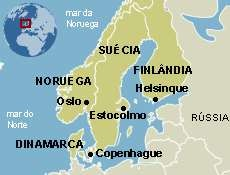 mar da
Noruega
SUÉCIA
FINLÂNDIA
NORUEGA
Helsinque
Oslo
Estocolmo
RÚSSIA
mar do
Norte
DINAMARCA
Copenhague